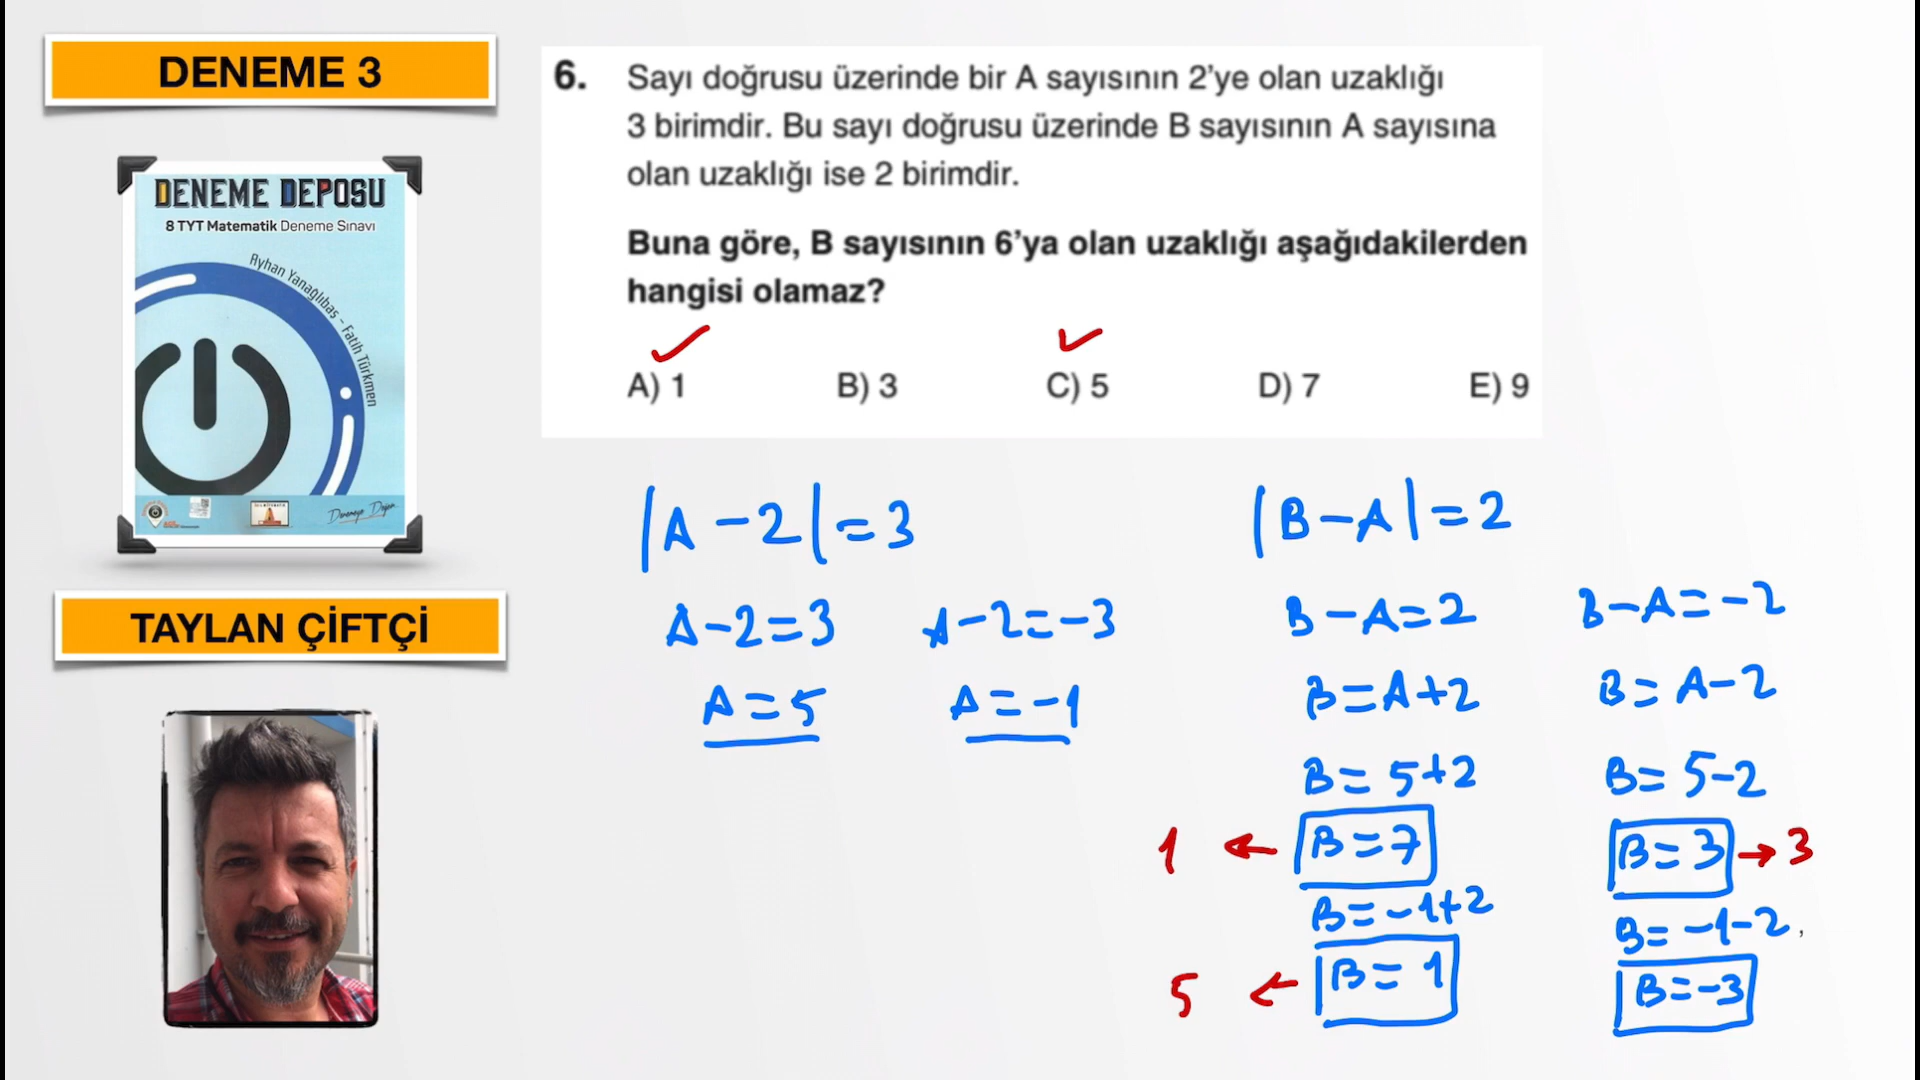 DENEME 3
DENEME DEPOSU
8 TYT Matematik Deneme Sınavı
Ayhan Yanağlıbaş - Fatih Türkmen
TAYLAN ÇİFTÇİ
6. Sayı doğrusu üzerinde bir A sayısının 2'ye olan uzaklığı
3 birimdir. Bu sayı doğrusu üzerinde B sayısının A sayısına
olan uzaklığı ise 2 birimdir.
Buna göre, B sayısının 6'ya olan uzaklığı aşağıdakilerden
hangisi olamaz?
A) 1 B) 3 C) 5 D) 7 E) 9
|A-2|=3
A-2=3 A-2=-3
A=5 A=-1
|B-A|=2
B-A=2 B-A=-2
B=A+2 B=A-2
B=5+2 B=5-2
1 ← B=7 B=3 → 3
B=-1+2 B=-1-2
5 ← B=1 B=-3